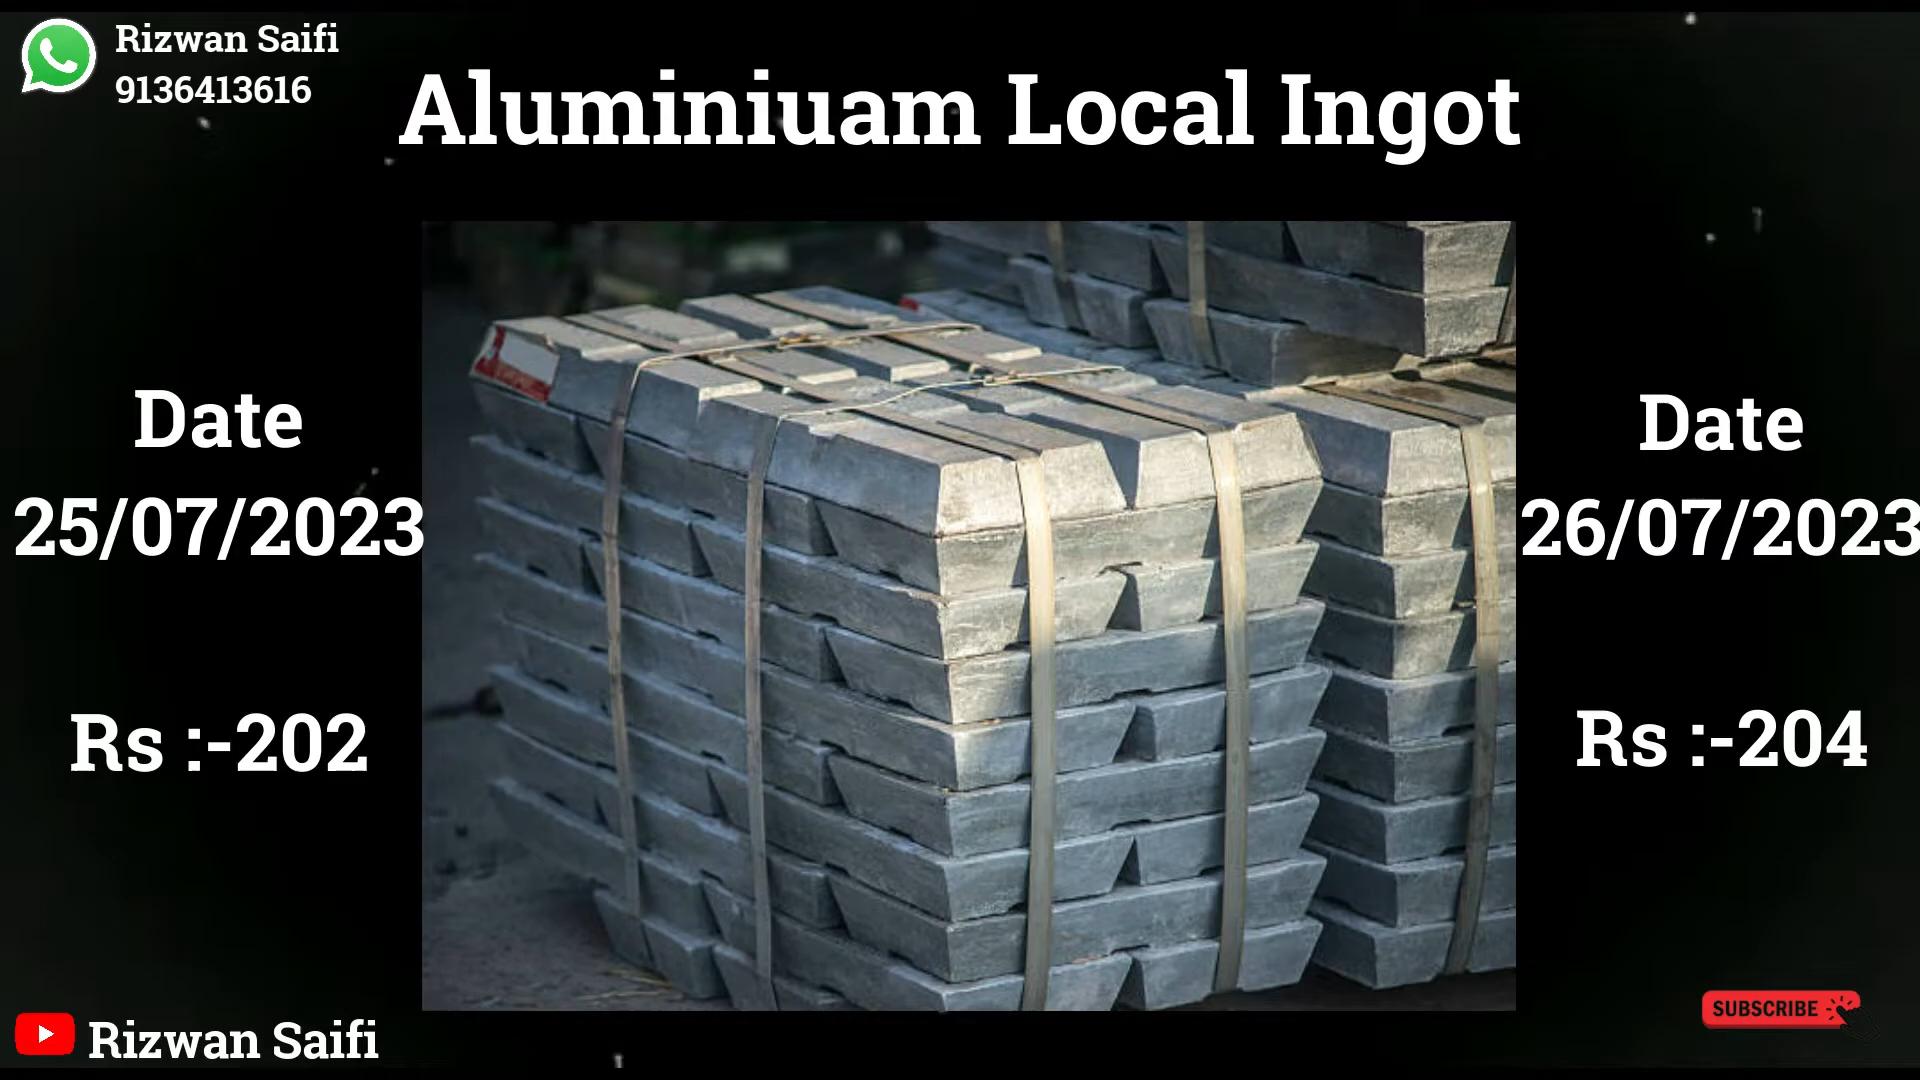 Rizwan Saifi
9136413616
Aluminiuam Local Ingot
Date
25/07/2023
Rs :-202
Date
26/07/2023
Rs :-204
Rizwan Saifi
SUBSCRIBE